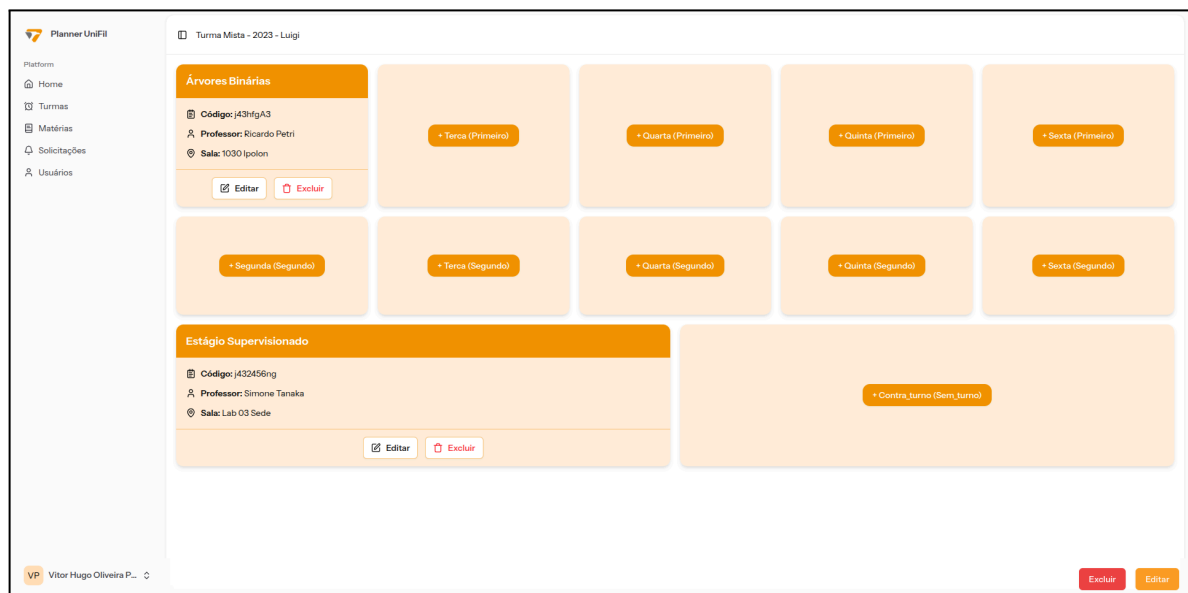 Planner UniFil
Platform
Home
Turmas
Matérias
Solicitações
Usuários
Turma Mista - 2023 - Luigi
Árvores Binárias
Código: j43hfgA3
Professor: Ricardo Petri
Sala: 1030 Ipolon
Editar
Excluir
+ Terca (Primeiro)
+ Quarta (Primeiro)
+ Quinta (Primeiro)
+ Sexta (Primeiro)
+ Segunda (Segundo)
+ Terca (Segundo)
+ Quarta (Segundo)
+ Quinta (Segundo)
+ Sexta (Segundo)
Estágio Supervisionado
Código: j432456ng
Professor: Simone Tanaka
Sala: Lab 03 Sede
Editar
Excluir
+ Contra_turno (Sem_turno)
VP Vitor Hugo Oliveira P...
Excluir
Editar